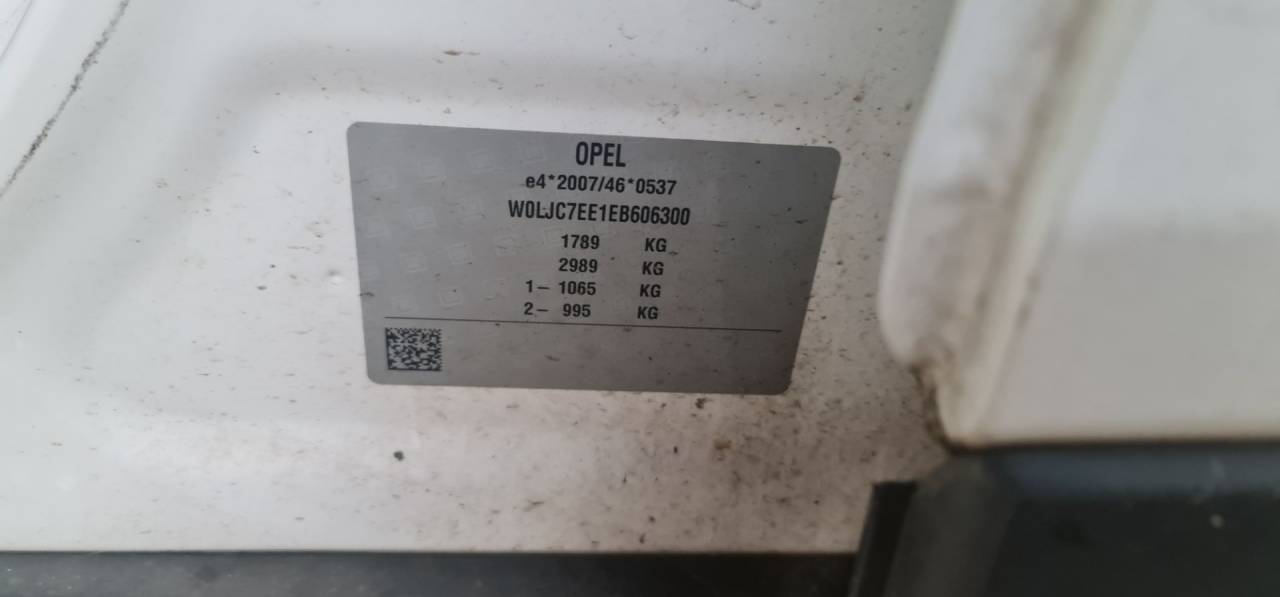 OPEL
e4*2007/46*0537
W0LJC7EE1EB606300
1789 KG
2989 KG
1– 1065 KG
2– 995 KG